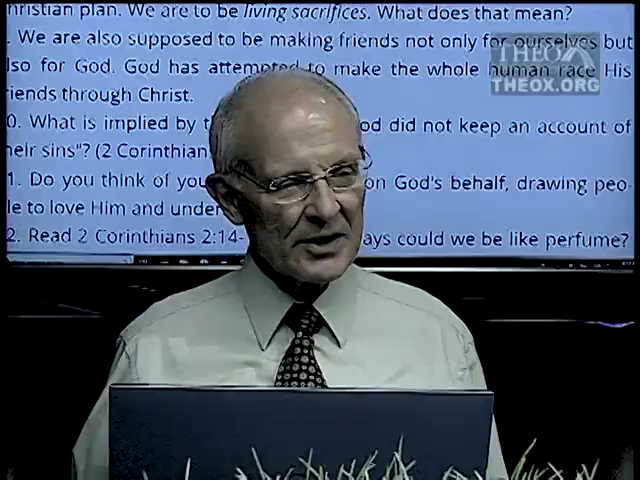 hristian plan. We are to be living sacrifices. What does that mean?
. We are also supposed to be making friends not only for ourselves but
lso for God. God has attempted to make the whole human race His
iends through Christ.
0. What is implied by t od did not keep an account of
heir sins"? (2 Corinthian
1. Do you think of you on God's behalf, drawing peo-
le to love Him and under
2. Read 2 Corinthians 2:14- ays could we be like perfume?
THEOX
THEOX.ORG